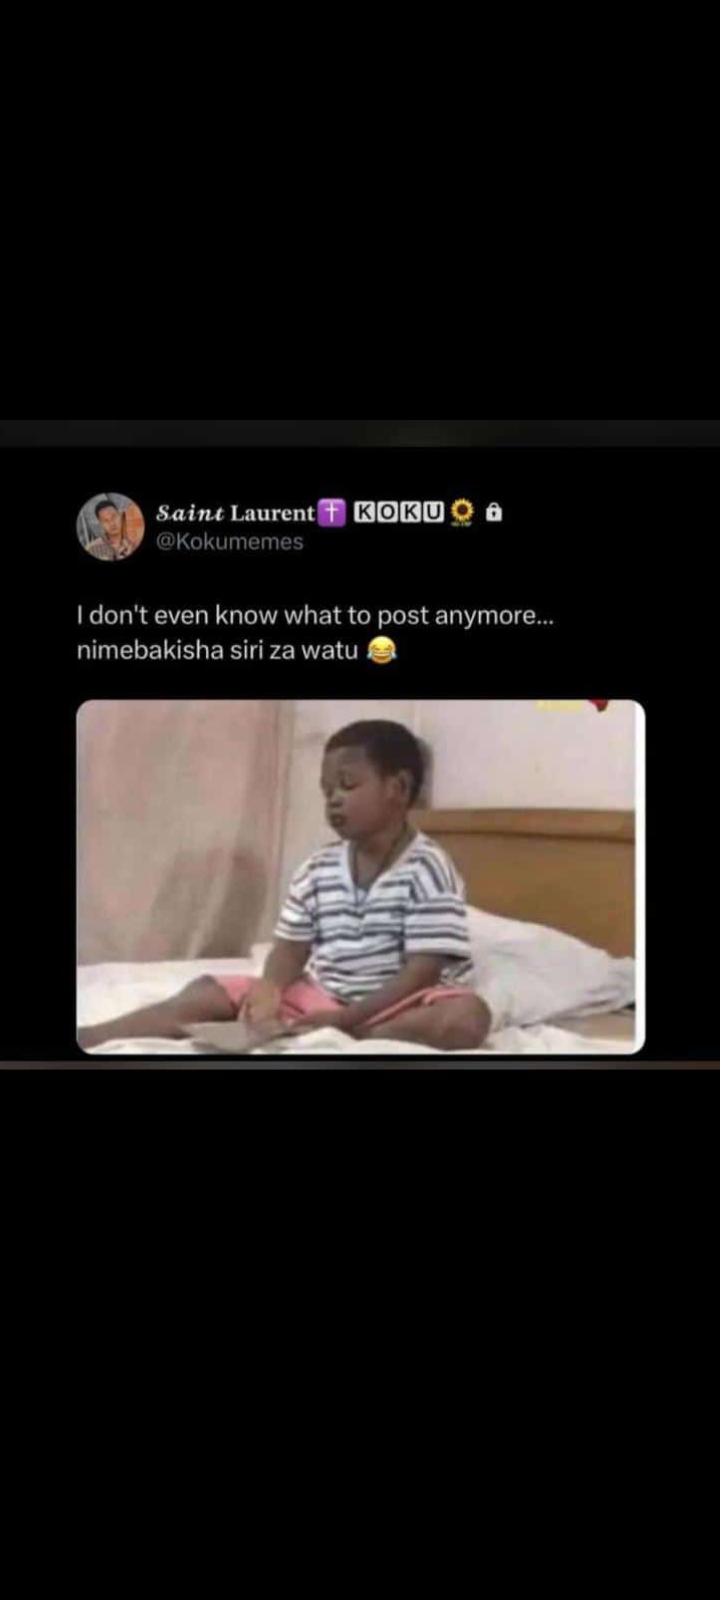 Saint Laurent✝️ KOKU🌻 🔒
@Kokumemes
I don't even know what to post anymore...
nimebakisha siri za watu 😂